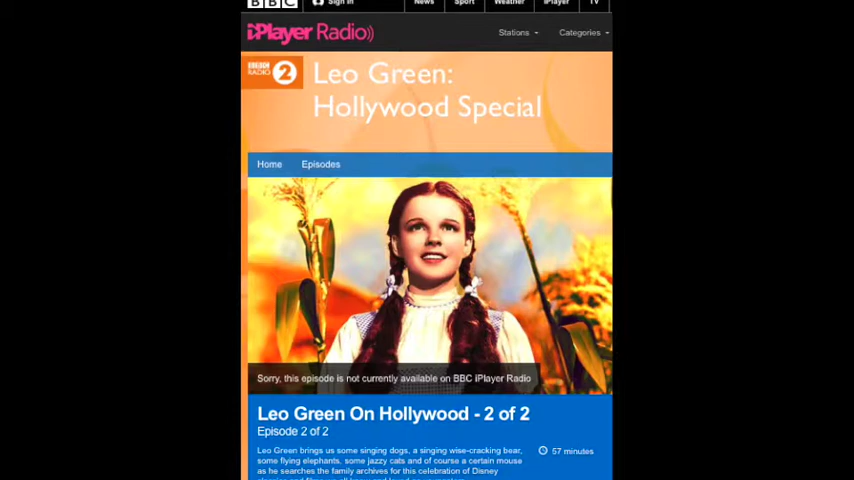 BBC Sign in News Sport Weather iPlayer TV
iPlayer Radio Stations Categories
BBC RADIO 2
Leo Green:
Hollywood Special
Home Episodes
Sorry, this episode is not currently available on BBC iPlayer Radio
Leo Green On Hollywood - 2 of 2
Episode 2 of 2
Leo Green brings us some singing dogs, a singing wise-cracking bear, 57 minutes
some flying elephants, some jazzy cats and of course a certain mouse
as he searches the family archives for this celebration of Disney